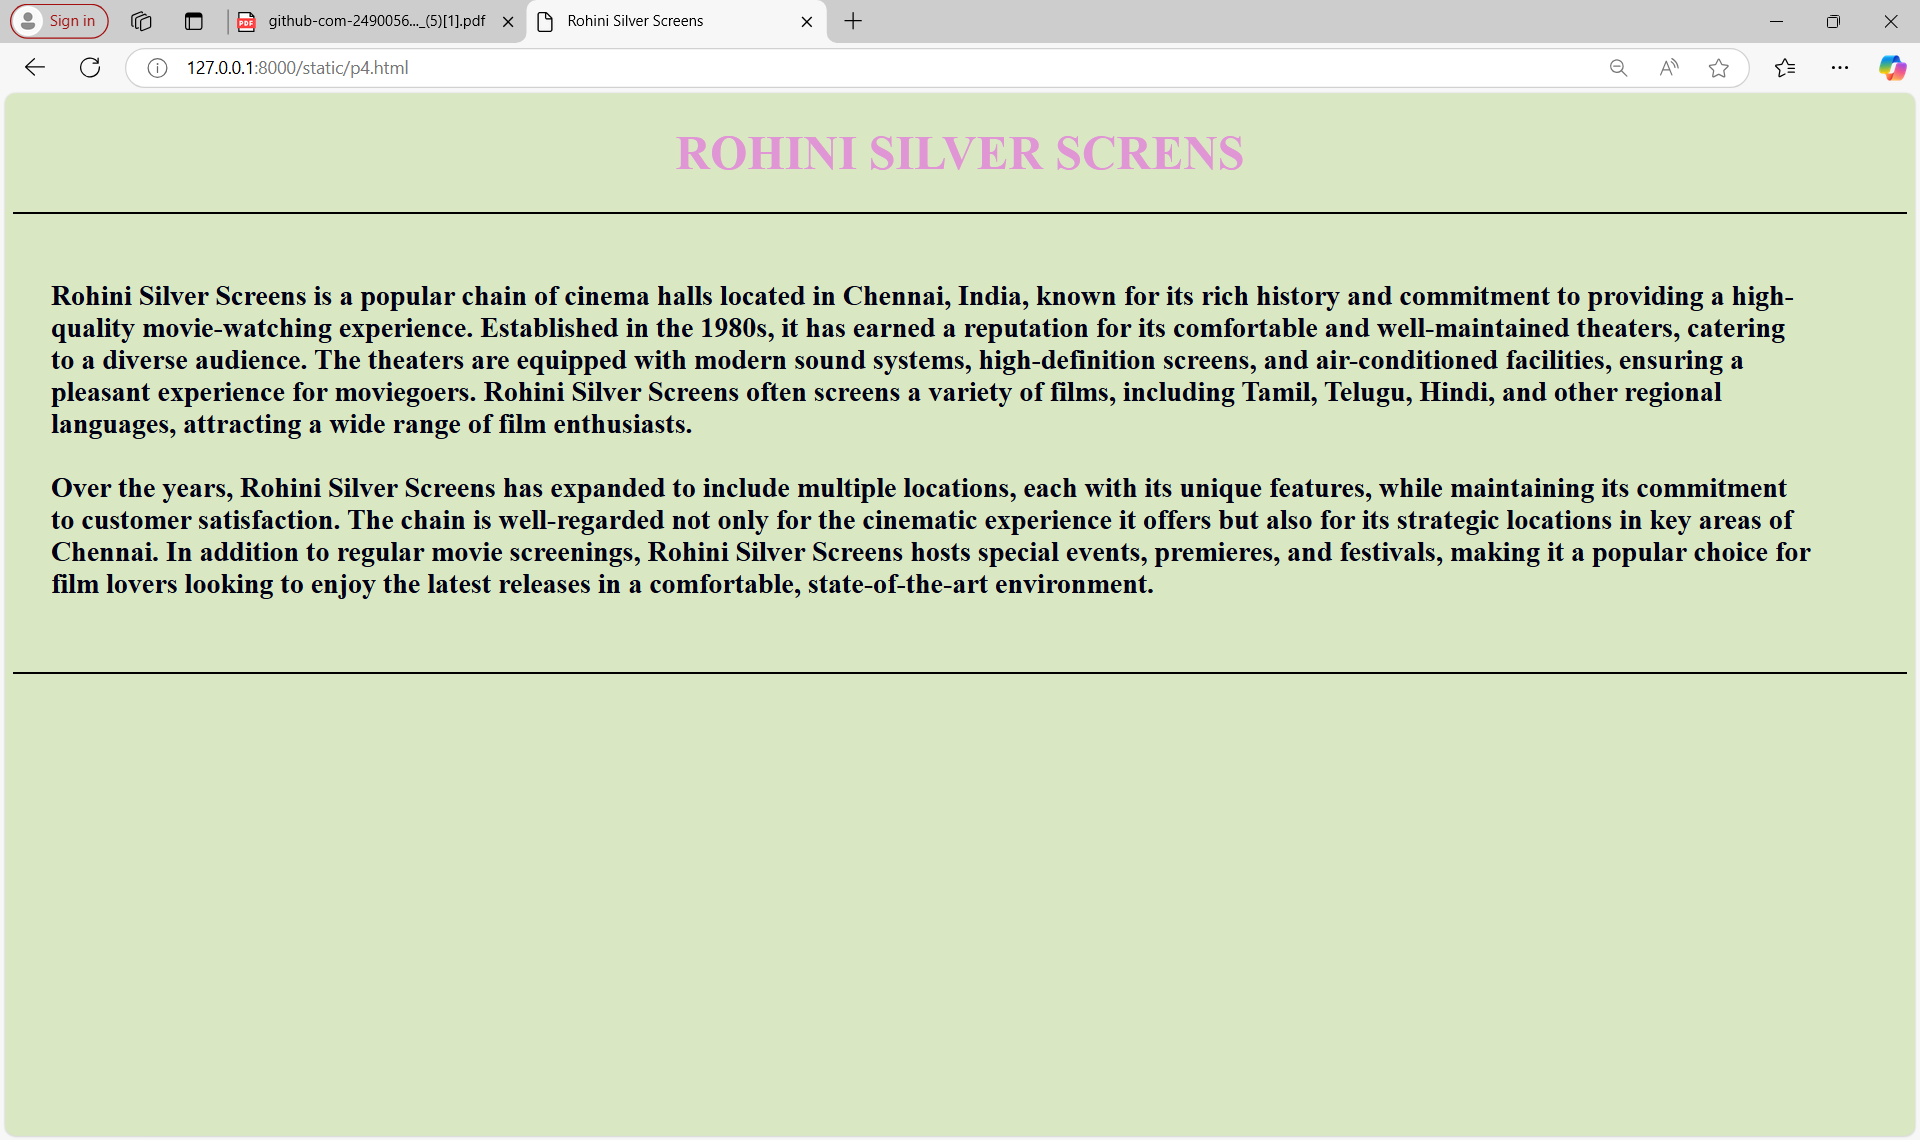 Sign in
github-com-2490056..._(5)[1].pdf
Rohini Silver Screens
127.0.0.1:8000/static/p4.html
ROHINI SILVER SCRENS
Rohini Silver Screens is a popular chain of cinema halls located in Chennai, India, known for its rich history and commitment to providing a high-
quality movie-watching experience. Established in the 1980s, it has earned a reputation for its comfortable and well-maintained theaters, catering
to a diverse audience. The theaters are equipped with modern sound systems, high-definition screens, and air-conditioned facilities, ensuring a
pleasant experience for moviegoers. Rohini Silver Screens often screens a variety of films, including Tamil, Telugu, Hindi, and other regional
languages, attracting a wide range of film enthusiasts.
Over the years, Rohini Silver Screens has expanded to include multiple locations, each with its unique features, while maintaining its commitment
to customer satisfaction. The chain is well-regarded not only for the cinematic experience it offers but also for its strategic locations in key areas of
Chennai. In addition to regular movie screenings, Rohini Silver Screens hosts special events, premieres, and festivals, making it a popular choice for
film lovers looking to enjoy the latest releases in a comfortable, state-of-the-art environment.